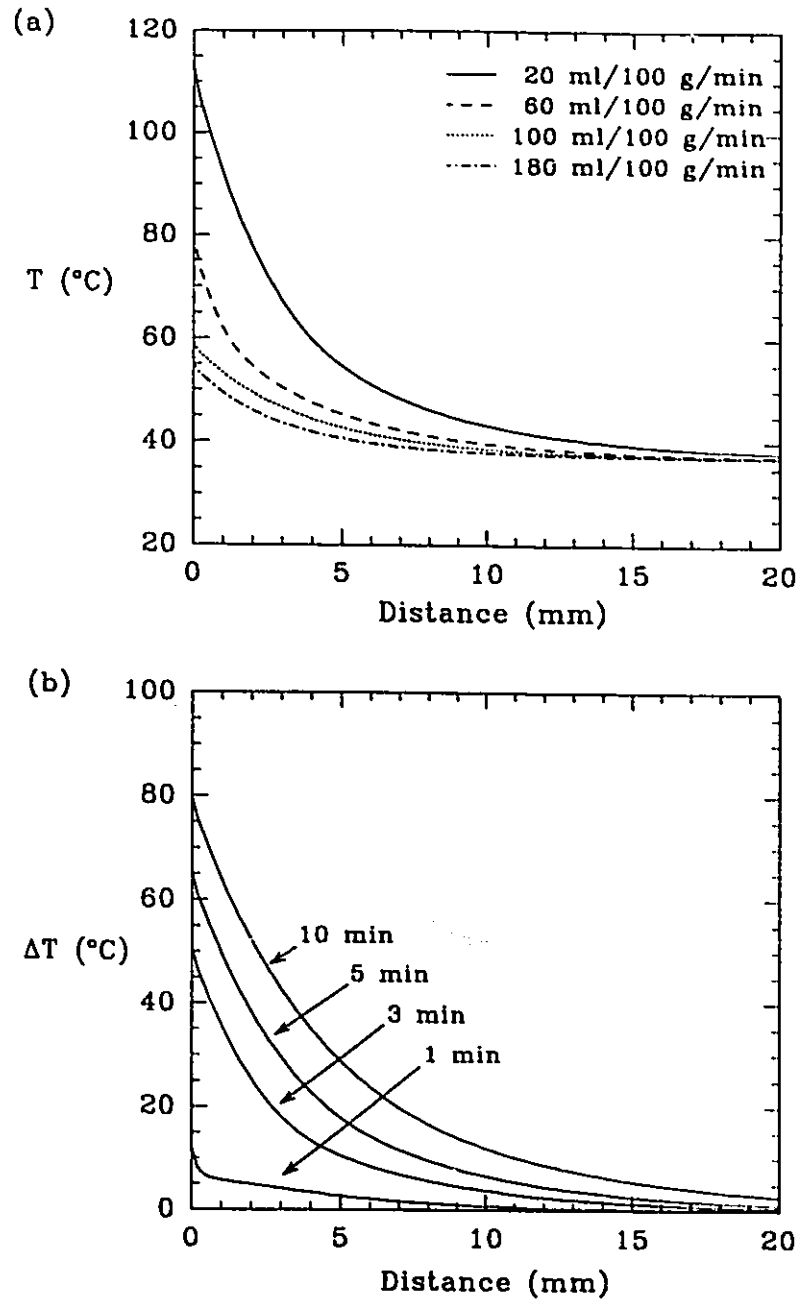 (a)
120
100
80
60
40
20
T (°C)
20 ml/100 g/min
60 ml/100 g/min
100 ml/100 g/min
180 ml/100 g/min
0 5 10 15 20
Distance (mm)
(b)
100
80
60
40
20
0
ΔT (°C)
10 min
5 min
3 min
1 min
0 5 10 15 20
Distance (mm)